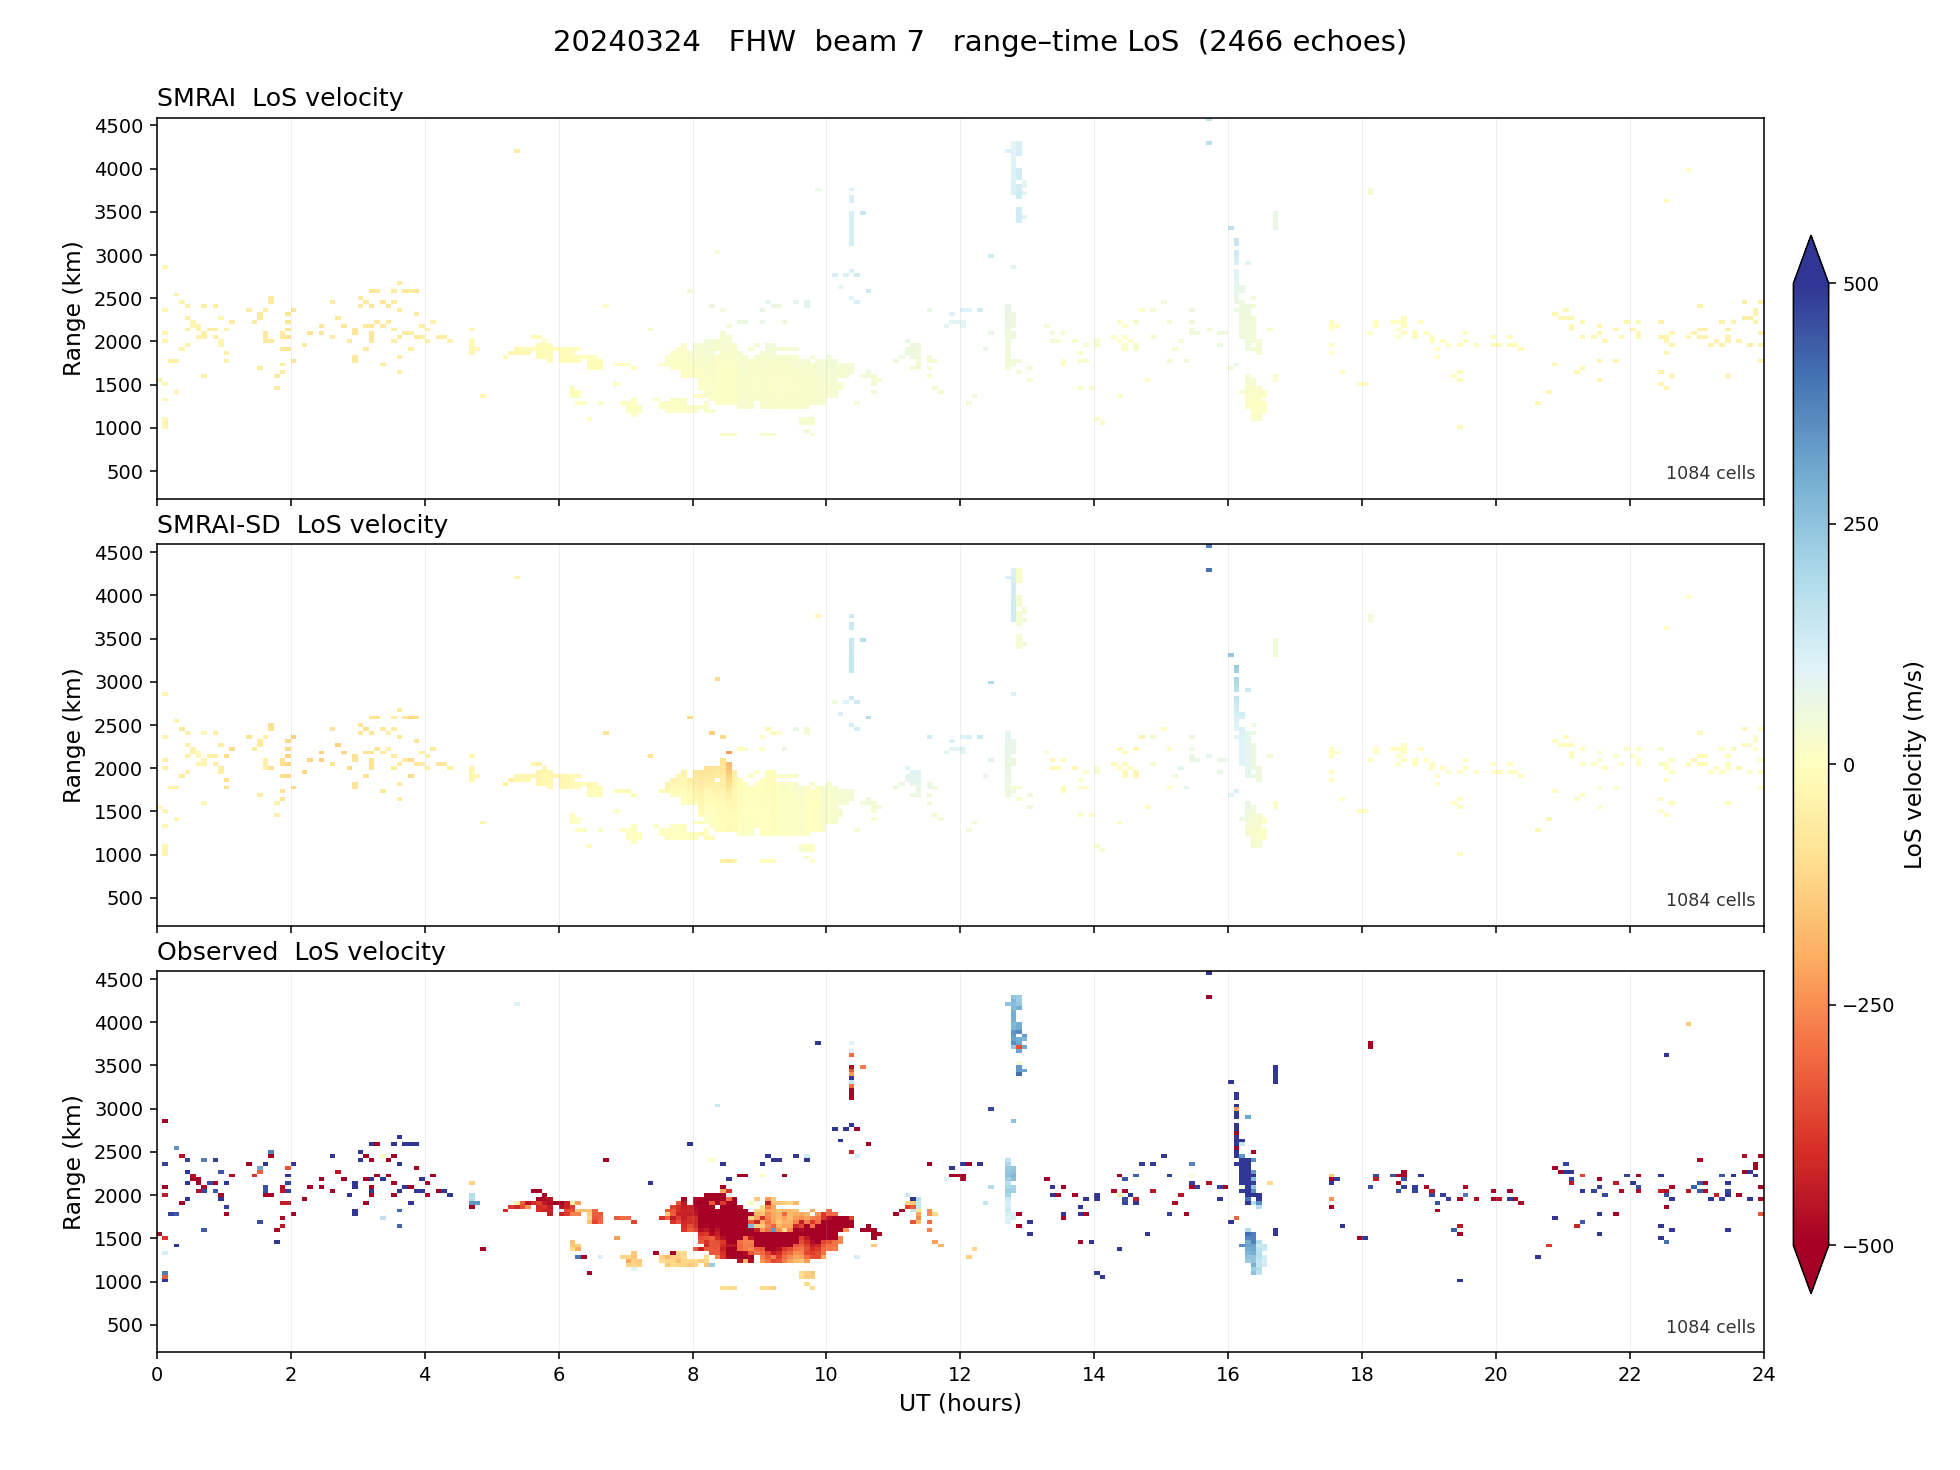 20240324   FHW  beam 7   range–time LoS  (2466 echoes)
SMRAI  LoS velocity
4500
4000
3500
3000
2500
2000
1500
1000
500
Range (km)
1084 cells
SMRAI-SD  LoS velocity
4500
4000
3500
3000
2500
2000
1500
1000
500
Range (km)
1084 cells
Observed  LoS velocity
4500
4000
3500
3000
2500
2000
1500
1000
500
Range (km)
1084 cells
0 2 4 6 8 10 12 14 16 18 20 22 24
UT (hours)
500
250
0
−250
−500
LoS velocity (m/s)